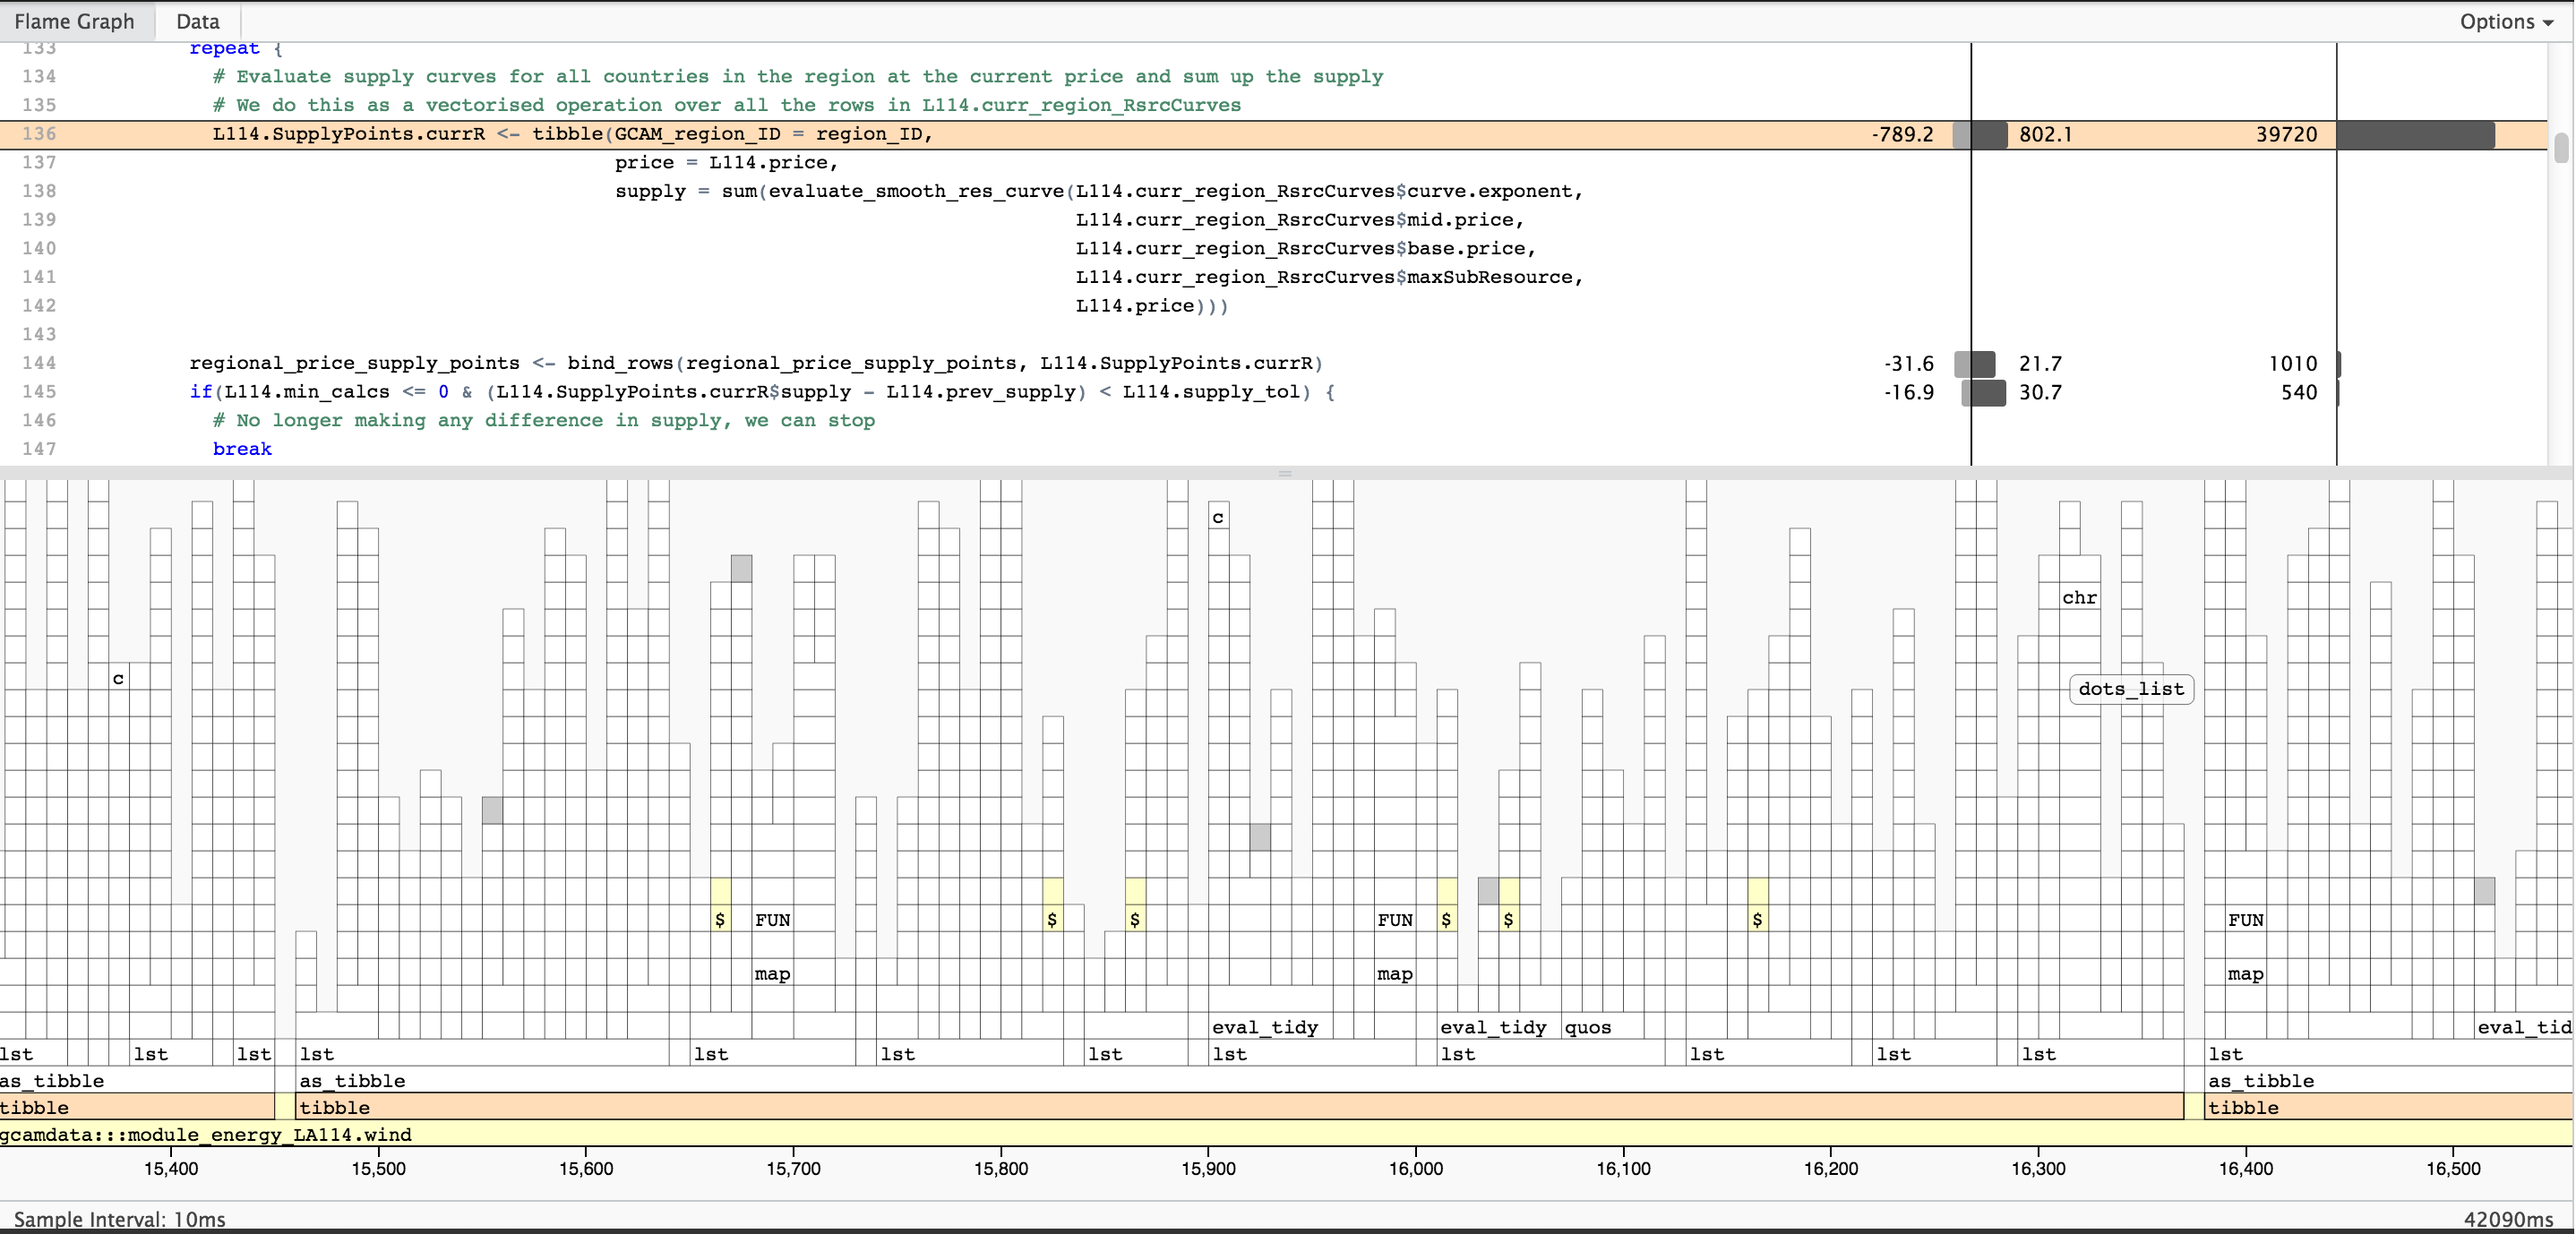 Flame Graph Data Options
133 repeat {
134 # Evaluate supply curves for all countries in the region at the current price and sum up the supply
135 # We do this as a vectorised operation over all the rows in L114.curr_region_RsrcCurves
136 L114.SupplyPoints.currR <- tibble(GCAM_region_ID = region_ID, -789.2 802.1 39720
137 price = L114.price,
138 supply = sum(evaluate_smooth_res_curve(L114.curr_region_RsrcCurves$curve.exponent,
139 L114.curr_region_RsrcCurves$mid.price,
140 L114.curr_region_RsrcCurves$base.price,
141 L114.curr_region_RsrcCurves$maxSubResource,
142 L114.price)))
143
144 regional_price_supply_points <- bind_rows(regional_price_supply_points, L114.SupplyPoints.currR) -31.6 21.7 1010
145 if(L114.min_calcs <= 0 & (L114.SupplyPoints.currR$supply - L114.prev_supply) < L114.supply_tol) { -16.9 30.7 540
146 # No longer making any difference in supply, we can stop
147 break
c
chr
c
dots_list
$ FUN $ $ FUN $ $ $ FUN
map map map
eval_tidy eval_tidy quos eval_tid
lst lst lst lst lst lst lst lst lst lst lst lst
as_tibble as_tibble as_tibble
tibble tibble tibble
gcamdata:::module_energy_LA114.wind
15,400 15,500 15,600 15,700 15,800 15,900 16,000 16,100 16,200 16,300 16,400 16,500
Sample Interval: 10ms 42090ms